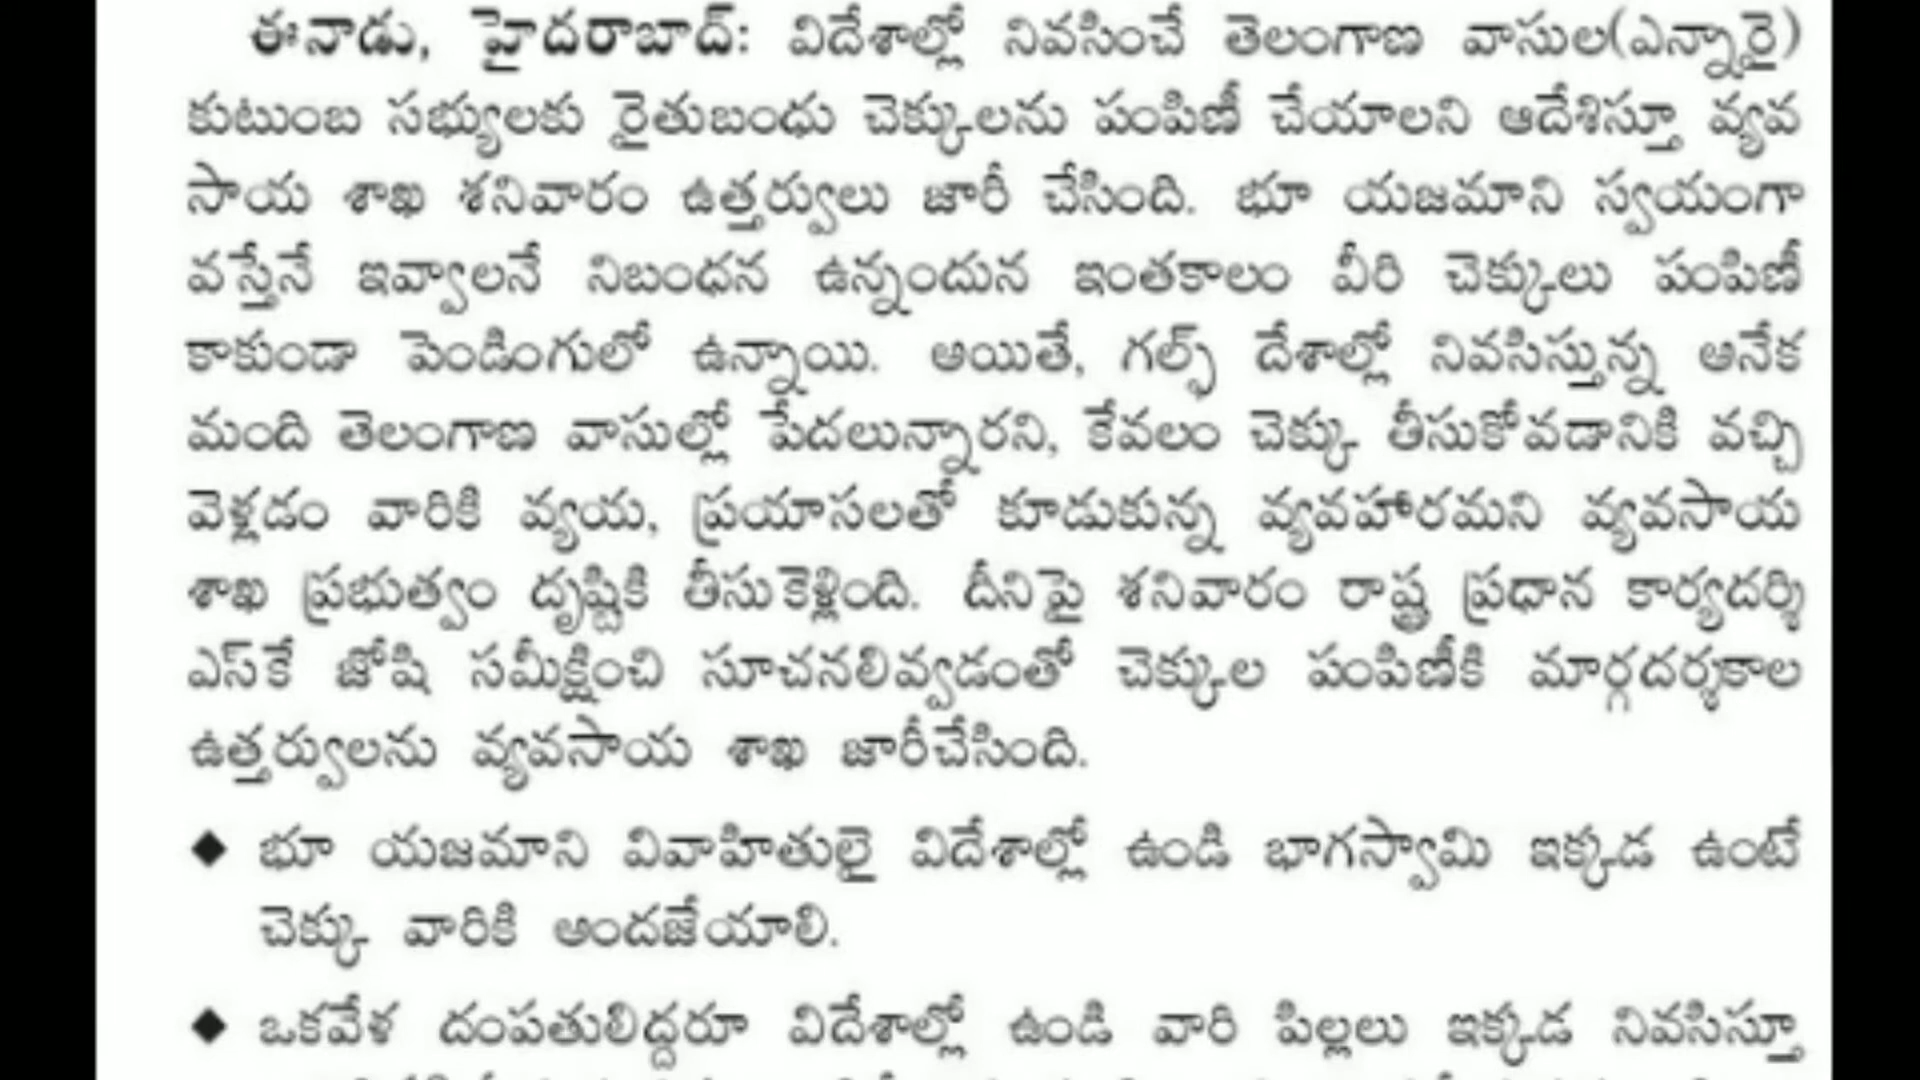 ఈనాడు, హైదరాబాద్: విదేశాల్లో నివసించే తెలంగాణ వాసుల(ఎన్నారై)
కుటుంబ సభ్యులకు రైతుబంధు చెక్కులను పంపిణీ చేయాలని ఆదేశిస్తూ వ్యవ
సాయ శాఖ శనివారం ఉత్తర్వులు జారీ చేసింది. భూ యజమాని స్వయంగా
వస్తేనే ఇవ్వాలనే నిబంధన ఉన్నందున ఇంతకాలం వీరి చెక్కులు పంపిణీ
కాకుండా పెండింగులో ఉన్నాయి. అయితే, గల్ఫ్ దేశాల్లో నివసిస్తున్న అనేక
మంది తెలంగాణ వాసుల్లో పేదలున్నారని, కేవలం చెక్కు తీసుకోవడానికి వచ్చి
వెళ్లడం వారికి వ్యయ, ప్రయాసలతో కూడుకున్న వ్యవహారమని వ్యవసాయ
శాఖ ప్రభుత్వం దృష్టికి తీసుకెళ్లింది. దీనిపై శనివారం రాష్ట్ర ప్రధాన కార్యదర్శి
ఎస్‌కే జోషి సమీక్షించి సూచనలివ్వడంతో చెక్కుల పంపిణీకి మార్గదర్శకాల
ఉత్తర్వులను వ్యవసాయ శాఖ జారీచేసింది.
◆ భూ యజమాని వివాహితులై విదేశాల్లో ఉండి భాగస్వామి ఇక్కడ ఉంటే
చెక్కు వారికి అందజేయాలి.
◆ ఒకవేళ దంపతులిద్దరూ విదేశాల్లో ఉండి వారి పిల్లలు ఇక్కడ నివసిస్తూ